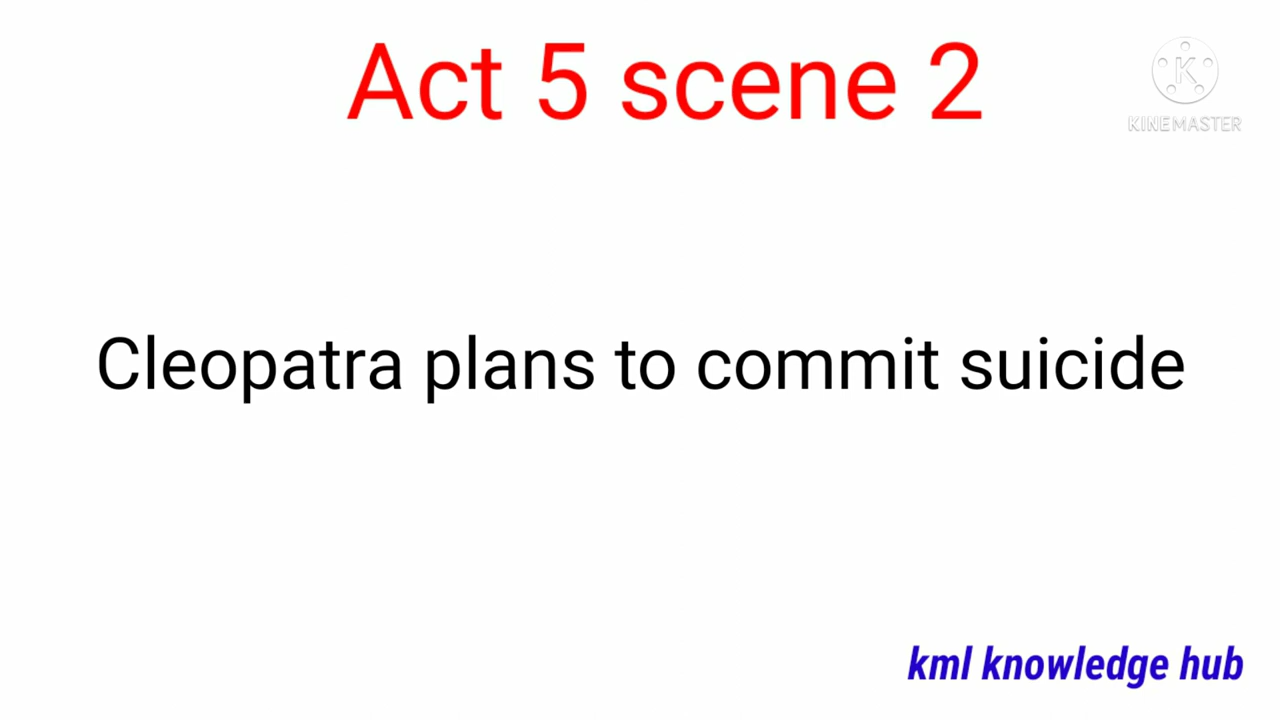 Act 5 scene 2
K
KINEMASTER
Cleopatra plans to commit suicide
kml knowledge hub